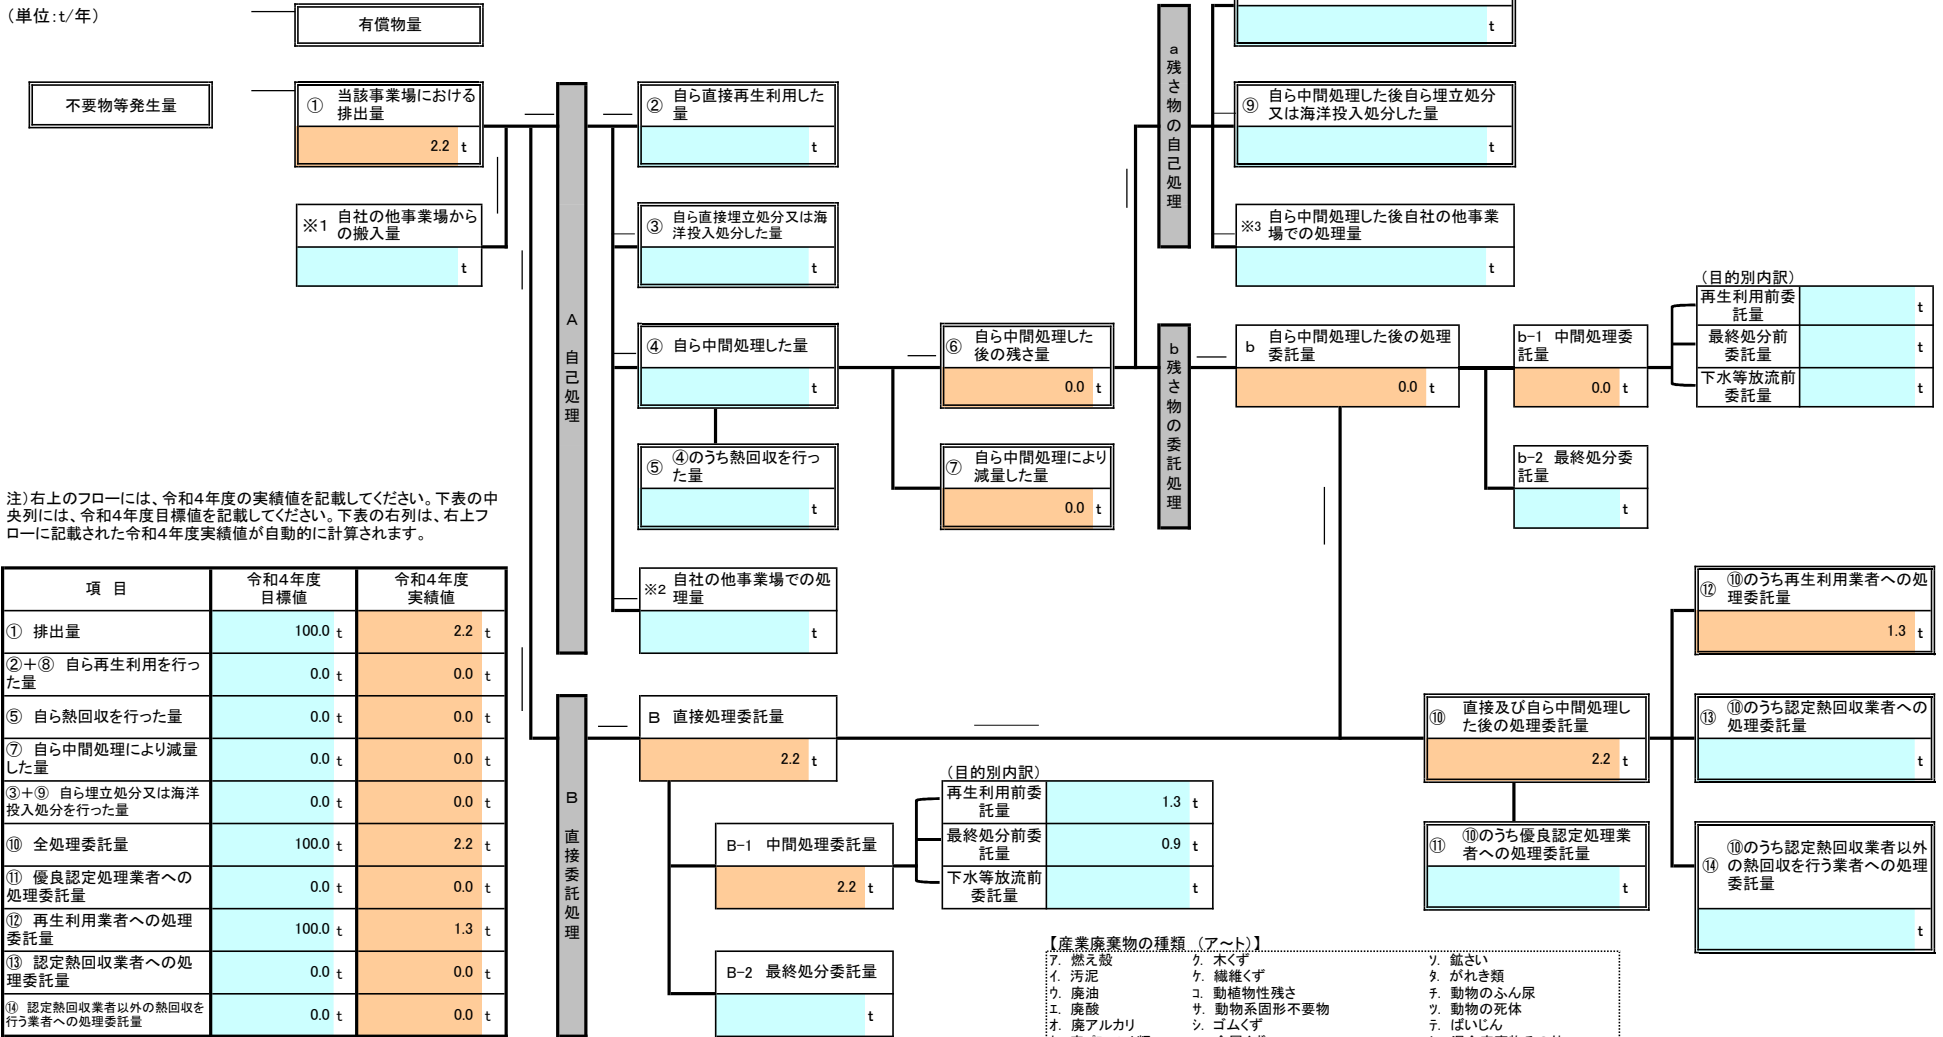 （単位:t/年）
有償物量
t
不要物等発生量
① 当該事業場における
排出量
2.2 t
※1 自社の他事業場から
の搬入量
t
A 自己処理
② 自ら直接再生利用した
量
t
③ 自ら直接埋立処分又は海
洋投入処分した量
t
④ 自ら中間処理した量
t
⑤ ④のうち熱回収を行っ
た量
t
※2 自社の他事業場での処
理量
t
⑥ 自ら中間処理した
後の残さ量
0.0 t
⑦ 自ら中間処理により
減量した量
0.0 t
a 残さ物の自己処理
⑨ 自ら中間処理した後自ら埋立処分
又は海洋投入処分した量
t
※3 自ら中間処理した後自社の他事業
場での処理量
t
b 残さ物の委託処理
b 自ら中間処理した後の処理
委託量
0.0 t
b-1 中間処理委
託量
0.0 t
b-2 最終処分委
託量
t
（目的別内訳）
再生利用前委
託量
t
最終処分前
委託量
t
下水等放流前
委託量
t
注）右上のフローには、令和４年度の実績値を記載してください。下表の中
央列には、令和４年度目標値を記載してください。下表の右列は、右上フ
ローに記載された令和４年度実績値が自動的に計算されます。
項 目
令和４年度
目標値
令和４年度
実績値
① 排出量 100.0 t 2.2 t
②＋⑧ 自ら再生利用を行っ
た量 0.0 t 0.0 t
⑤ 自ら熱回収を行った量 0.0 t 0.0 t
⑦ 自ら中間処理により減量
した量 0.0 t 0.0 t
③＋⑨ 自ら埋立処分又は海洋
投入処分を行った量 0.0 t 0.0 t
⑩ 全処理委託量 100.0 t 2.2 t
⑪ 優良認定処理業者への
処理委託量 0.0 t 0.0 t
⑫ 再生利用業者への処理
委託量 100.0 t 1.3 t
⑬ 認定熱回収業者への処
理委託量 0.0 t 0.0 t
⑭ 認定熱回収業者以外の熱回収を
行う業者への処理委託量 0.0 t 0.0 t
B 直接委託処理
B 直接処理委託量
2.2 t
B-1 中間処理委託量
2.2 t
B-2 最終処分委託量
t
（目的別内訳）
再生利用前委
託量
1.3 t
最終処分前委
託量
0.9 t
下水等放流前
委託量
t
⑩ 直接及び自ら中間処理し
た後の処理委託量
2.2 t
⑪ ⑩のうち優良認定処理業
者への処理委託量
t
⑫ ⑩のうち再生利用業者への処
理委託量
1.3 t
⑬ ⑩のうち認定熱回収業者への
処理委託量
t
⑭ ⑩のうち認定熱回収業者以外
の熱回収を行う業者への処理
委託量
t
【産業廃棄物の種類 （ア～ト）】
ア. 燃え殻 ク. 木くず ソ. 鉱さい
イ. 汚泥 ケ. 繊維くず タ. がれき類
ウ. 廃油 コ. 動植物性残さ チ. 動物のふん尿
エ. 廃酸 サ. 動物系固形不要物 ツ. 動物の死体
オ. 廃アルカリ シ. ゴムくず テ. ばいじん